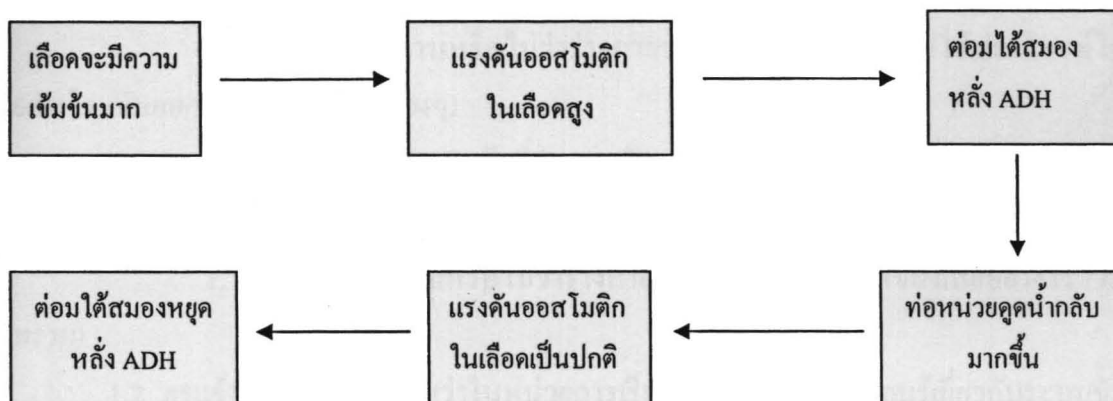 เลือดจะมีความ
เข้มข้นมาก
แรงดันออสโมติก
ในเลือดสูง
ต่อมใต้สมอง
หลั่ง ADH
ท่อหน่วยดูดน้ำกลับ
มากขึ้น
แรงดันออสโมติก
ในเลือดเป็นปกติ
ต่อมใต้สมองหยุด
หลั่ง ADH